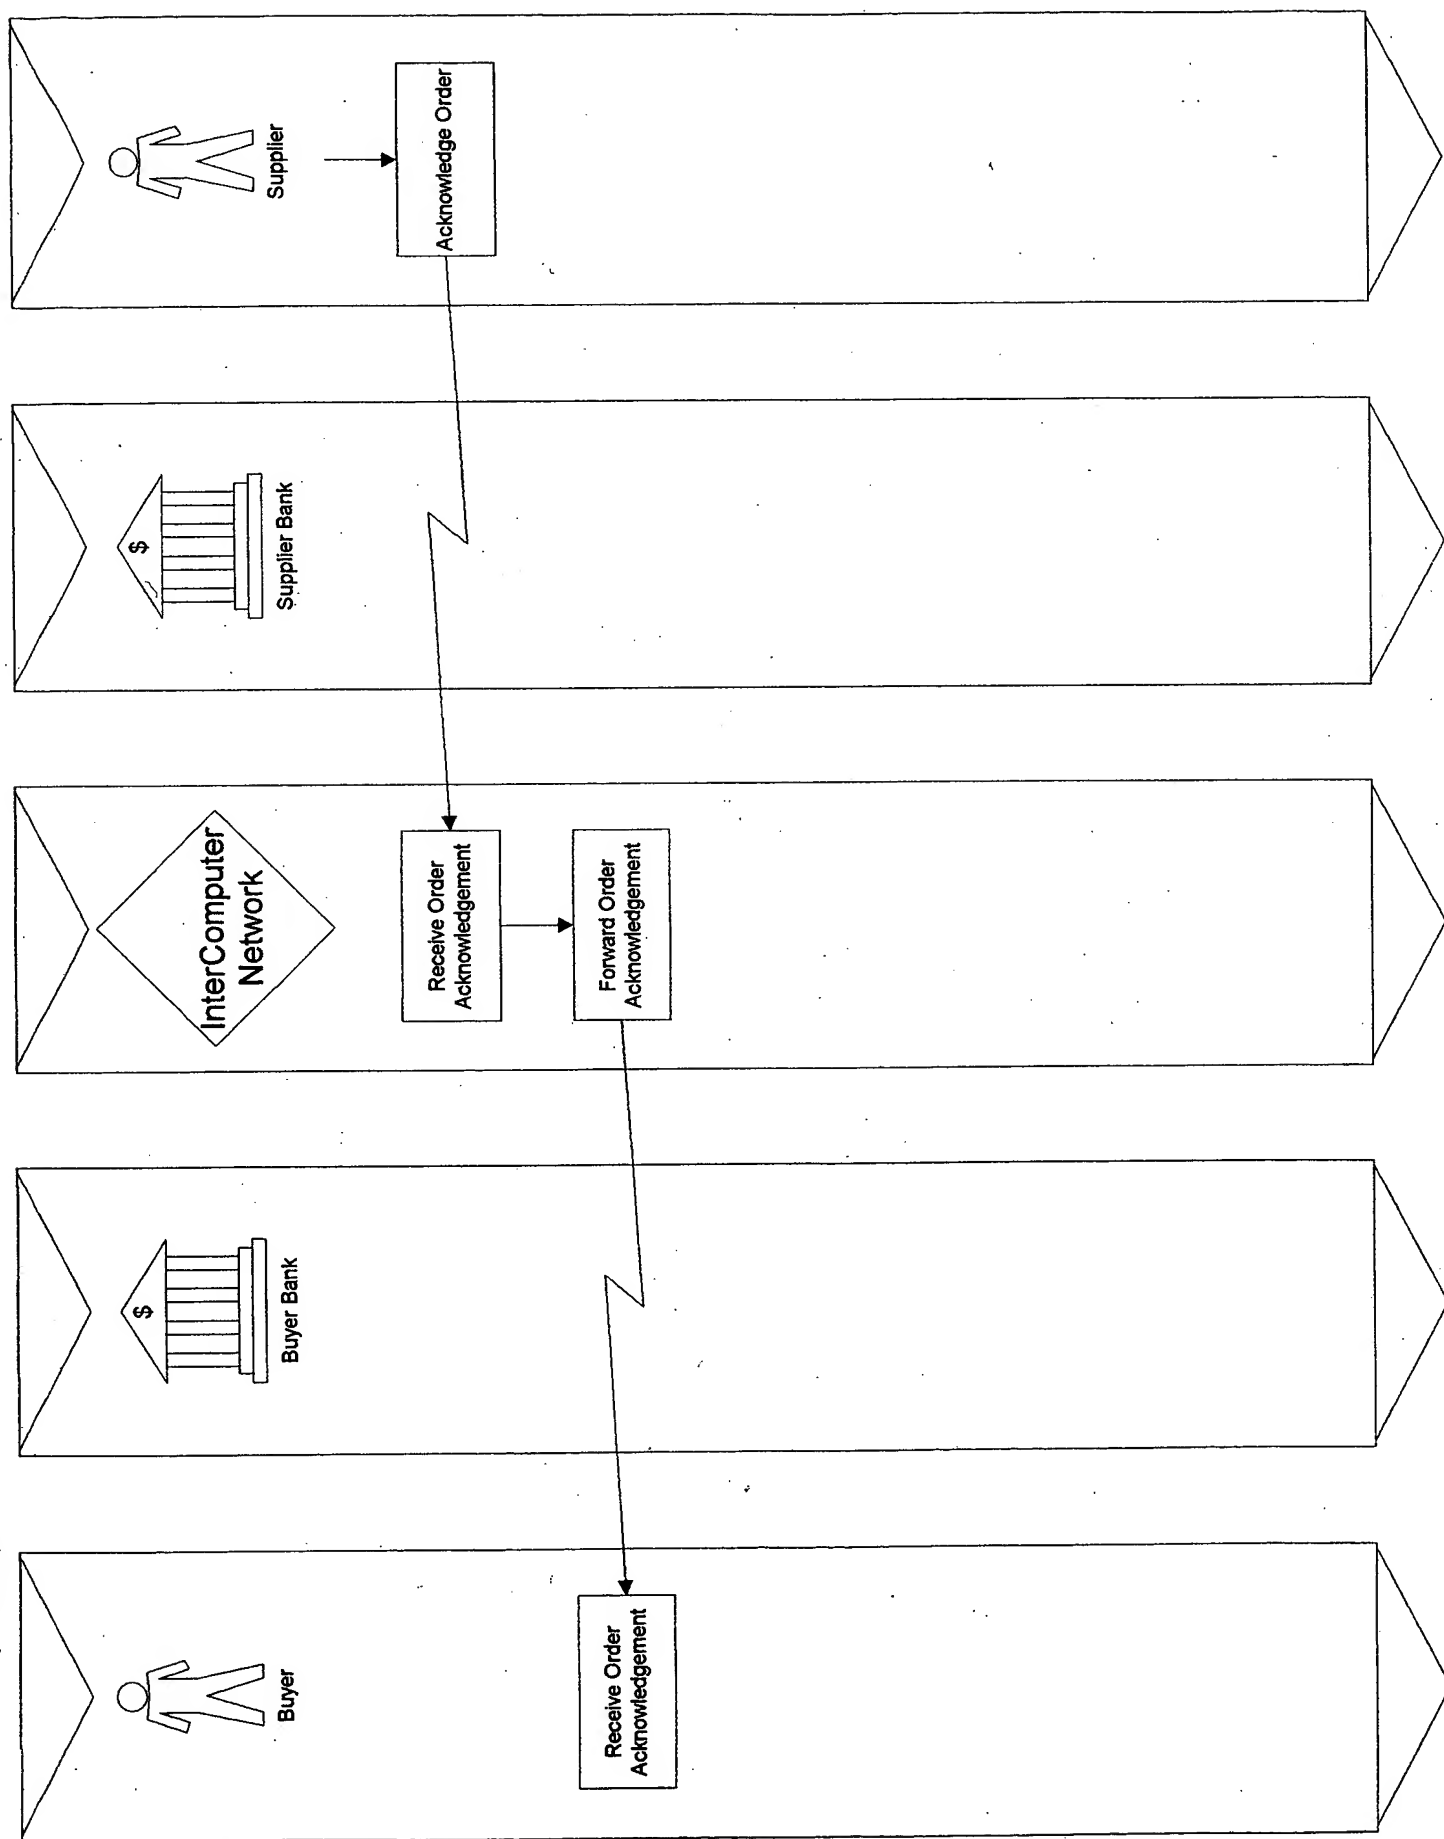 Buyer
Receive Order
Acknowledgement
$
Buyer Bank
InterComputer
Network
Receive Order
Acknowledgement
Forward Order
Acknowledgement
$
Supplier Bank
Supplier
Acknowledge Order